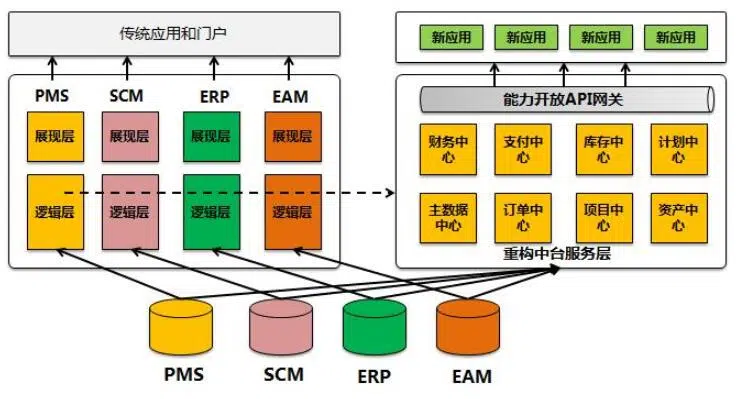 传统应用和门户
新应用 新应用 新应用 新应用
PMS SCM ERP EAM
能力开放API网关
展现层 展现层 展现层 展现层
财务中
心
支付中
心
库存中
心
计划中
心
逻辑层 逻辑层 逻辑层 逻辑层
主数据
中心
订单中
心
项目中
心
资产中
心
重构中台服务层
PMS SCM ERP EAM